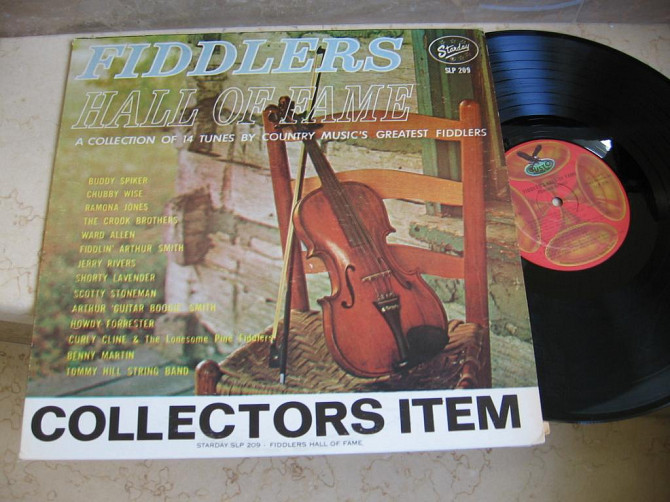 FIDDLERS
HALL OF FAME
A COLLECTION OF 14 TUNES BY COUNTRY MUSIC'S GREATEST FIDDLERS
Starday
SLP 209
BUDDY SPIKER
CHUBBY WISE
RAMONA JONES
THE CROOK BROTHERS
WARD ALLEN
FIDDLIN' ARTHUR SMITH
JERRY RIVERS
SHORTY LAVENDER
SCOTTY STONEMAN
ARTHUR "GUITAR BOOGIE" SMITH
HOWDY FORRESTER
CURLY CLINE & The Lonesome Pine Fiddlers
BENNY MARTIN
TOMMY HILL STRING BAND
COLLECTORS ITEM
STARDAY SLP 209 - FIDDLERS HALL OF FAME